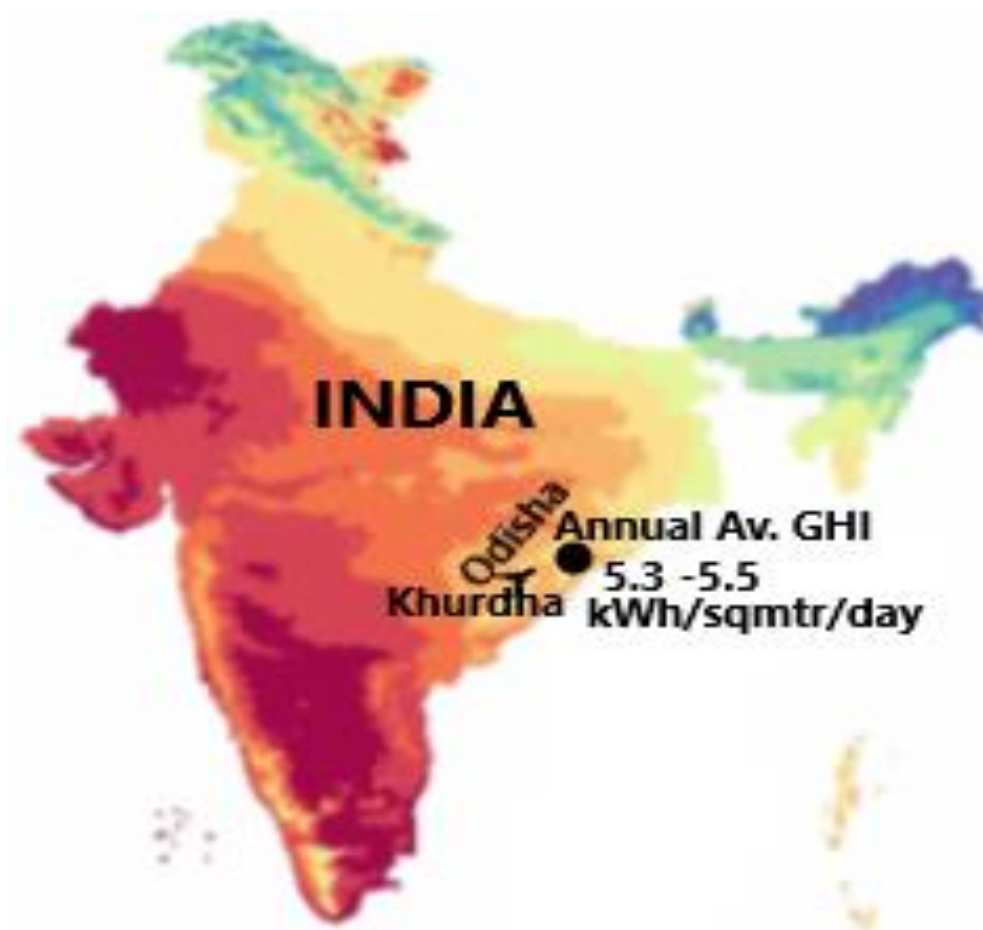 INDIA
Odisha
Annual Av. GHI
5.3 -5.5
Khurdha
kWh/sqmtr/day